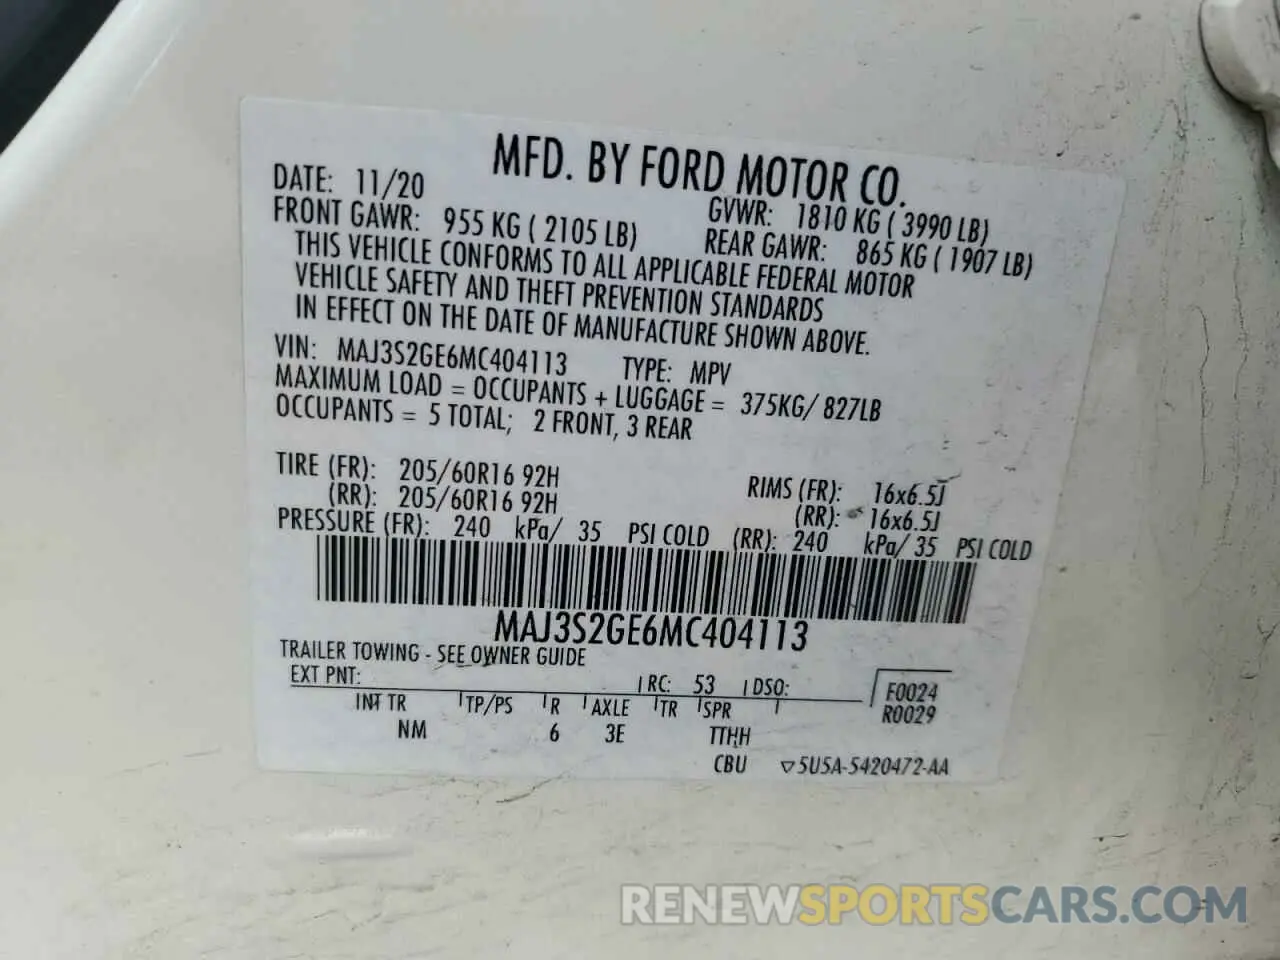 MFD. BY FORD MOTOR CO.
DATE: 11/20
GVWR: 1810 KG ( 3990 LB)
FRONT GAWR: 955 KG ( 2105 LB)
REAR GAWR: 865 KG ( 1907 LB)
THIS VEHICLE CONFORMS TO ALL APPLICABLE FEDERAL MOTOR
VEHICLE SAFETY AND THEFT PREVENTION STANDARDS
IN EFFECT ON THE DATE OF MANUFACTURE SHOWN ABOVE.
VIN: MAJ3S2GE6MC404113 TYPE: MPV
MAXIMUM LOAD = OCCUPANTS + LUGGAGE = 375KG/ 827LB
OCCUPANTS = 5 TOTAL; 2 FRONT, 3 REAR
TIRE (FR): 205/60R16 92H RIMS (FR): 16x6.5J
(RR): 205/60R16 92H (RR): 16x6.5J
PRESSURE (FR): 240 kPa/ 35 PSI COLD (RR): 240 kPa/ 35 PSI COLD
MAJ3S2GE6MC404113
TRAILER TOWING - SEE OWNER GUIDE
EXT PNT: RC: 53 DSO: F0024
R0029
INT TR TP/PS R AXLE TR SPR
NM 6 3E TTHH
CBU ▽5U5A-5420472-AA
RENEWSPORTSCARS.COM